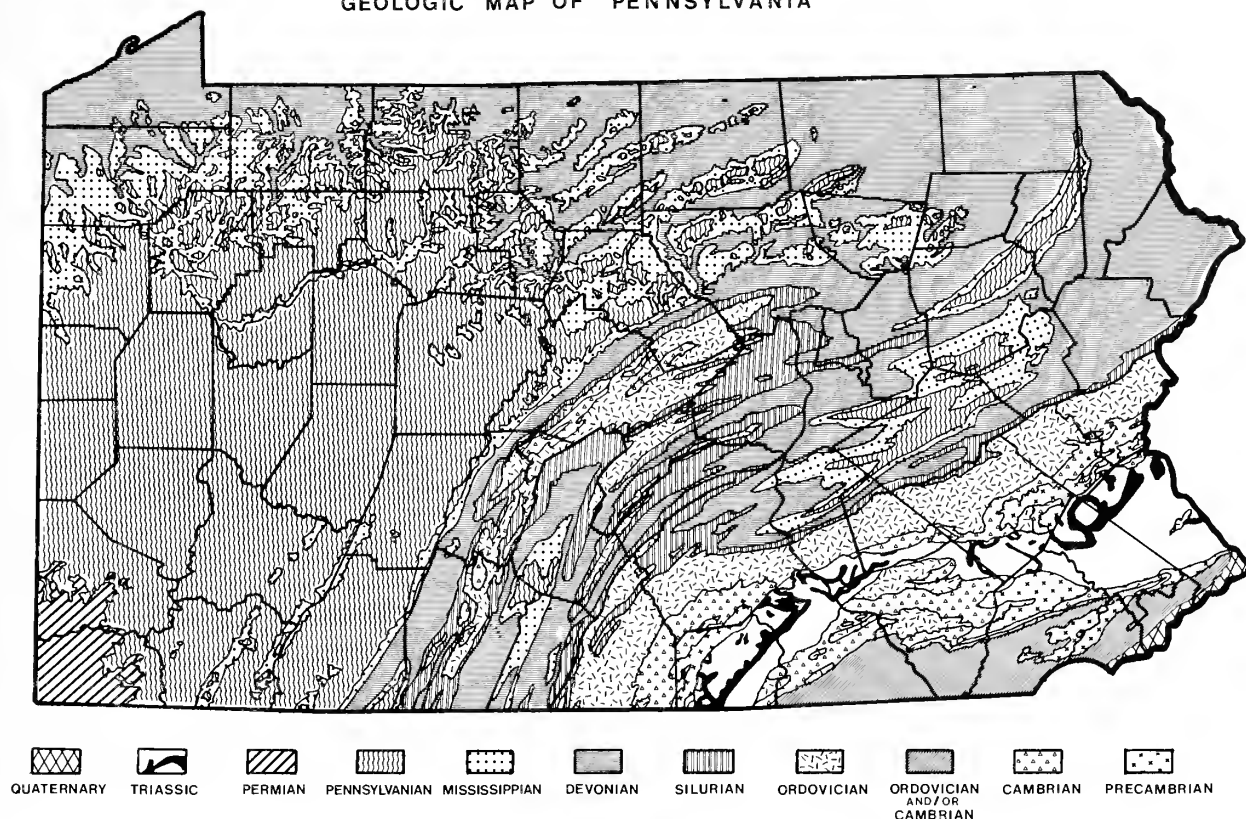 GEOLOGIC MAP OF PENNSYLVANIA
QUATERNARY
TRIASSIC
PERMIAN
PENNSYLVANIAN
MISSISSIPPIAN
DEVONIAN
SILURIAN
ORDOVICIAN
ORDOVICIAN
AND/OR
CAMBRIAN
CAMBRIAN
PRECAMBRIAN